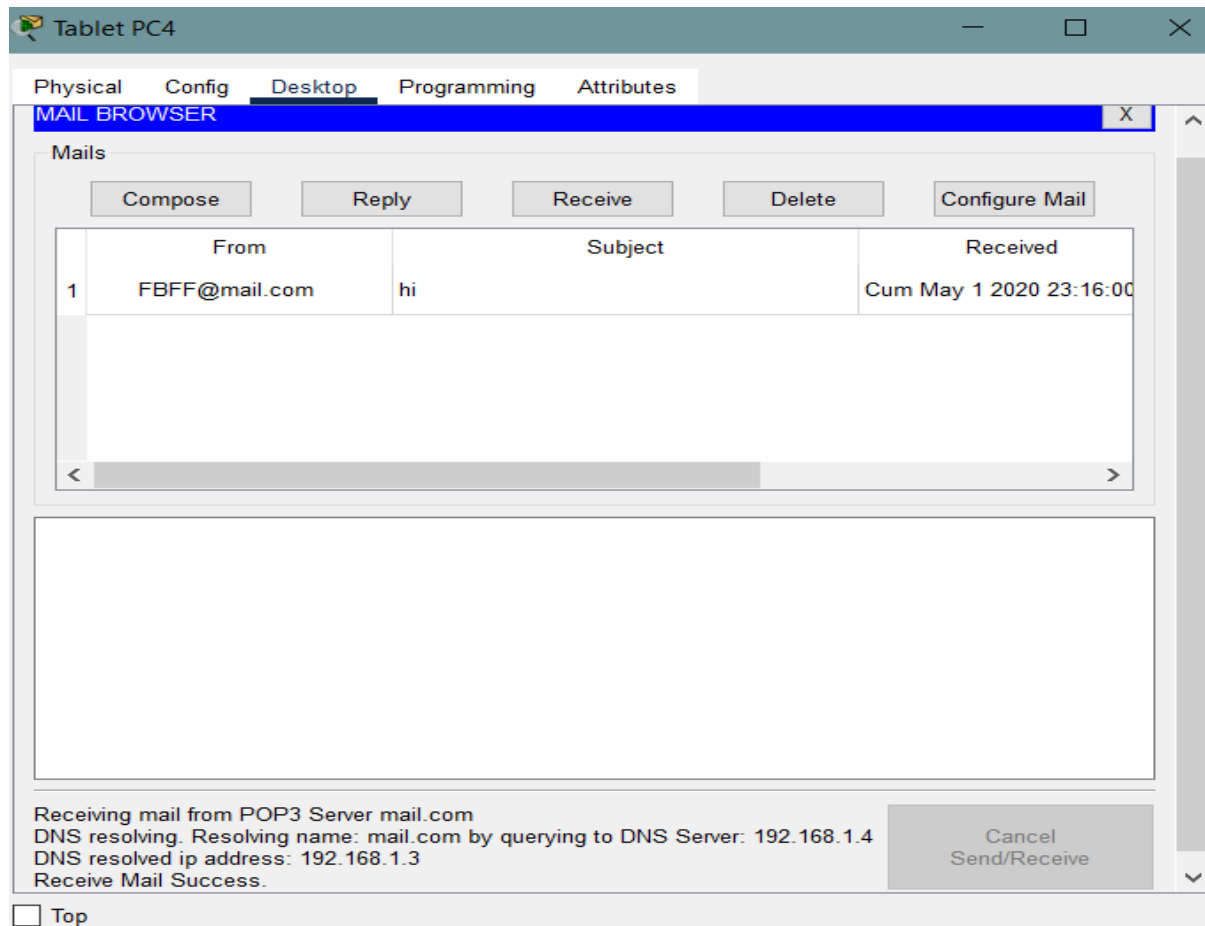 Tablet PC4
Physical Config Desktop Programming Attributes
MAIL BROWSER X
Mails
Compose Reply Receive Delete Configure Mail
From Subject Received
1 FBFF@mail.com hi Cum May 1 2020 23:16:00
Receiving mail from POP3 Server mail.com
DNS resolving. Resolving name: mail.com by querying to DNS Server: 192.168.1.4
DNS resolved ip address: 192.168.1.3
Receive Mail Success.
Cancel
Send/Receive
Top